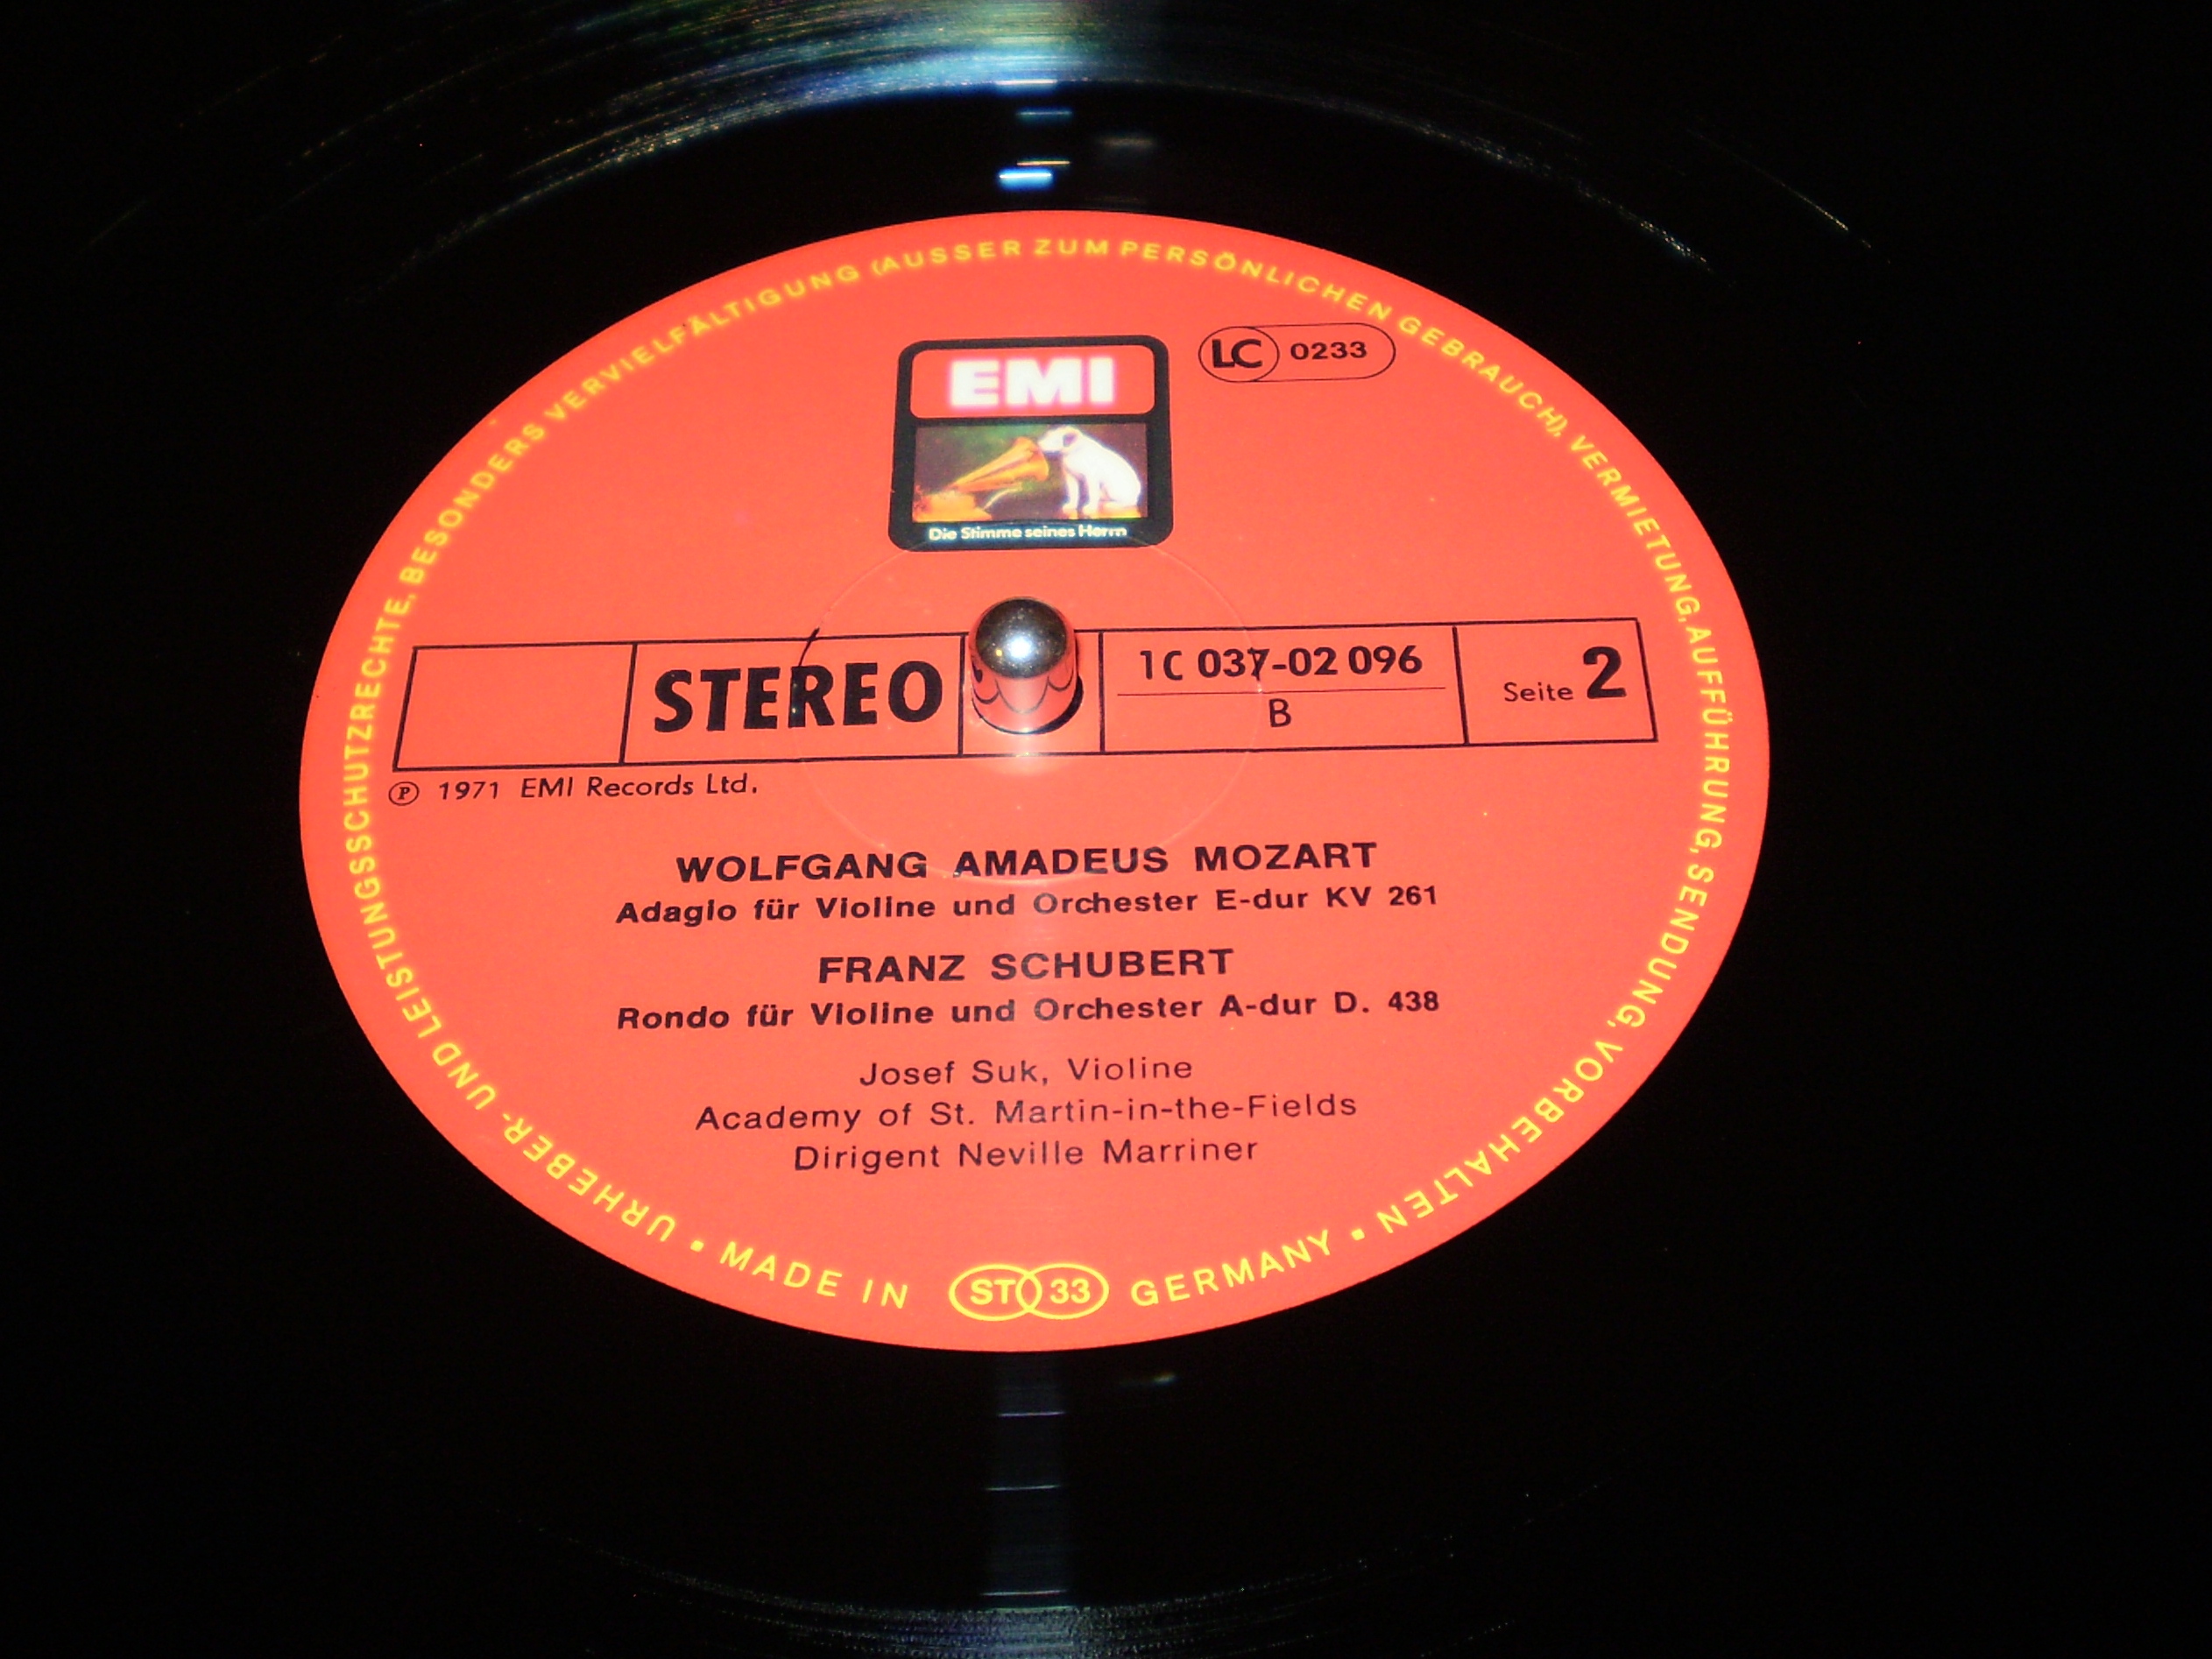 URHEBER- UND LEISTUNGSSCHUTZRECHTE, BESONDERS VERVIELFÄLTIGUNG (AUSSER ZUM PERSÖNLICHEN GEBRAUCH), VERMIETUNG, AUFFÜHRUNG, SENDUNG, VORBEHALTEN
EMI
LC 0233
Die Stimme seines Herrn
STEREO
1C 037-02 096
B
Seite 2
℗ 1971 EMI Records Ltd.
WOLFGANG AMADEUS MOZART
Adagio für Violine und Orchester E-dur KV 261
FRANZ SCHUBERT
Rondo für Violine und Orchester A-dur D. 438
Josef Suk, Violine
Academy of St. Martin-in-the-Fields
Dirigent Neville Marriner
• MADE IN ST 33 GERMANY •